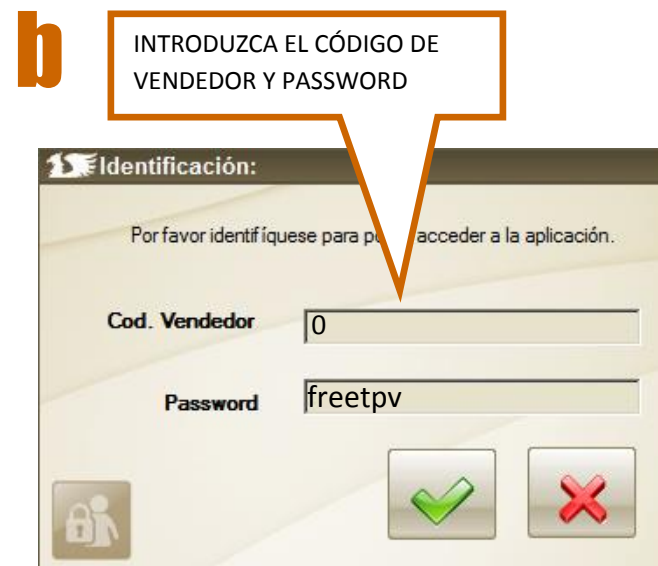 b
INTRODUZCA EL CÓDIGO DE
VENDEDOR Y PASSWORD
Identificación:
Por favor identifíquese para po acceder a la aplicación.
Cod. Vendedor
0
Password
freetpv